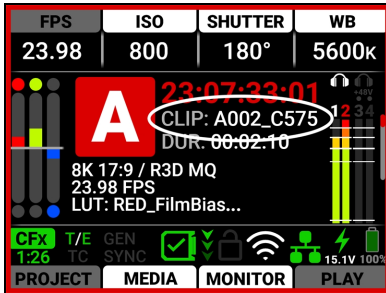 FPS ISO SHUTTER WB
23.98 800 180° 5600K
A
23:07:33:01
CLIP: A002_C575
DUR: 00:02:10
+48V
1 2 3 4
8K 17:9 / R3D MQ
23.98 FPS
LUT: RED_FilmBias...
CFx T/E GEN
1:26 TC SYNC 15.1V 100%
PROJECT MEDIA MONITOR PLAY